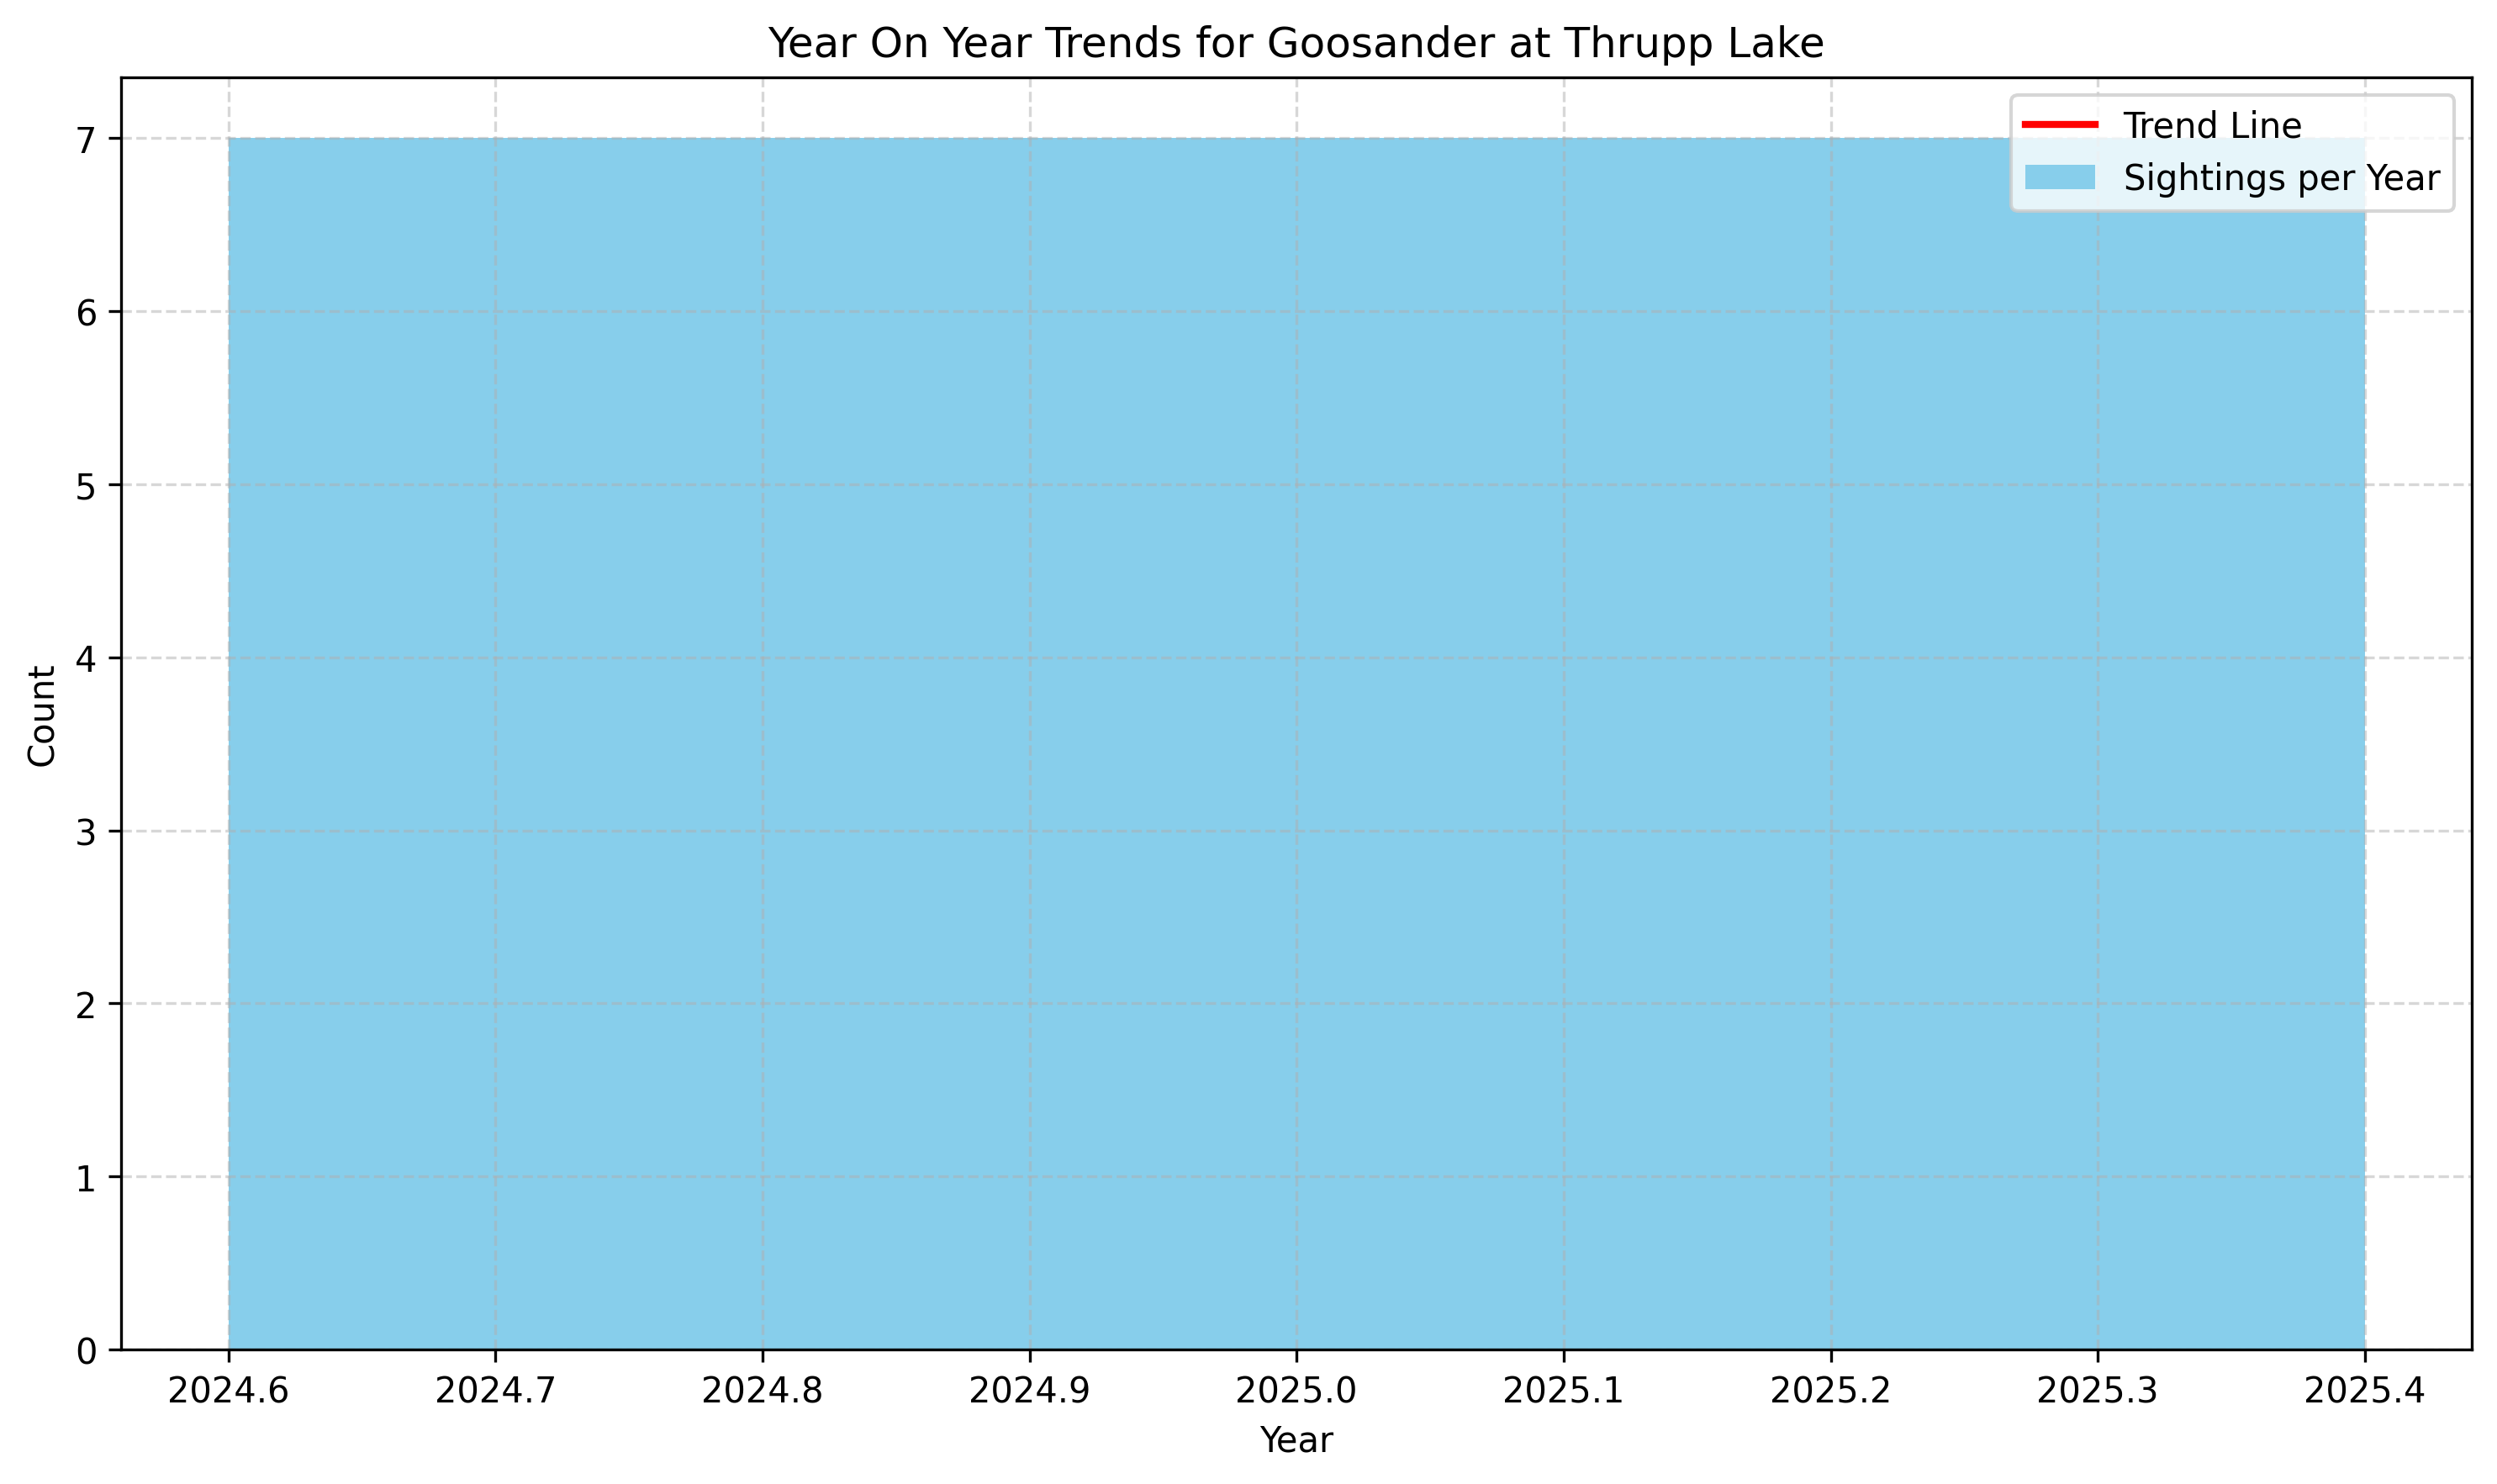 Year On Year Trends for Goosander at Thrupp Lake
Trend Line
Sightings per Year
7
6
5
4
3
2
1
0
Count
2024.6 2024.7 2024.8 2024.9 2025.0 2025.1 2025.2 2025.3 2025.4
Year